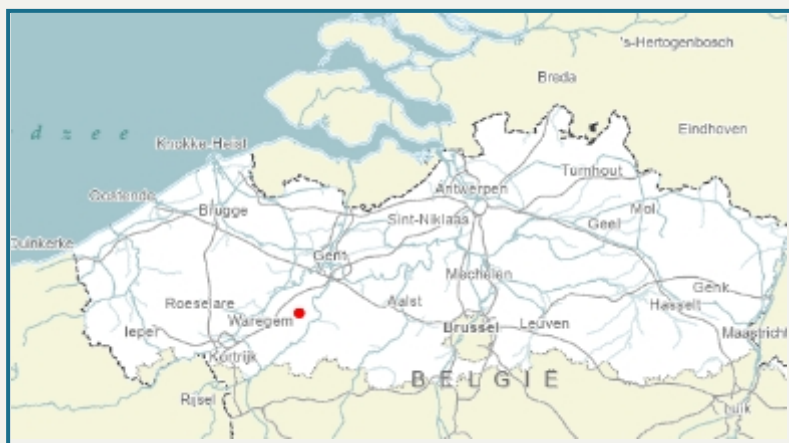 's-Hertogenbosch
Breda
d z e e
Eindhoven
Knokke-Heist
Turnhout
Antwerpen
Oostende
Mol
Brugge
Sint-Niklaas
Geel
Duinkerke
Gent
Mechelen
Genk
Roeselare
Aalst
Hasselt
Waregem
Ieper
Brussel
Leuven
Maastricht
Kortrijk
BELGIË
Rijsel
Luik